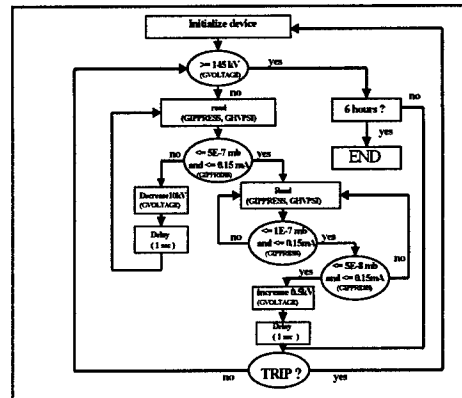 Initialize device
>= 145 kV
(GVOLTAGE)
yes
no
no
read
(GIPPRESS, GHVPSI)
6 hours ?
yes
END
<= 5E-7 mb
and <= 0.15 mA
(GIPPRESS)
no
yes
Decrease10kV
(GVOLTAGE)
Read
(GIPPRESS, GHVPSI)
Delay
( 1 sec )
<= 1E-7 mb
and <= 0.15mA
(GIPPRESS)
no
yes
<= 5E-8 mb
and <= 0.15mA
(GIPPRESS)
no
yes
Increase 0.5kV
(GVOLTAGE)
Delay
( 1 sec )
TRIP ?
no
yes